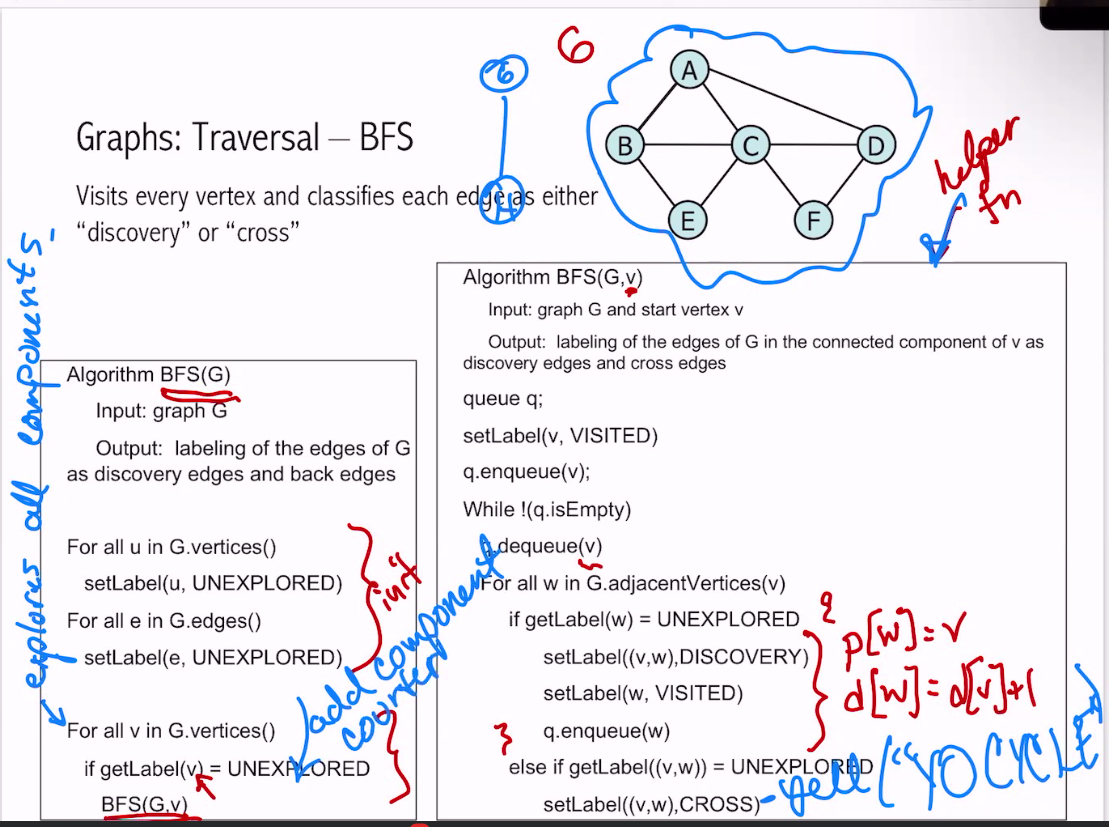 G
A
B
C
D
E
F
Graphs: Traversal – BFS
Visits every vertex and classifies each edge as either
“discovery” or “cross”
helper
fn
explores all components
Algorithm BFS(G)
Input: graph G
Output: labeling of the edges of G
as discovery edges and back edges
For all u in G.vertices()
setLabel(u, UNEXPLORED)
For all e in G.edges()
setLabel(e, UNEXPLORED)
init
add component
counter
For all v in G.vertices()
if getLabel(v) = UNEXPLORED
BFS(G,v)
Algorithm BFS(G,v)
Input: graph G and start vertex v
Output: labeling of the edges of G in the connected component of v as
discovery edges and cross edges
queue q;
setLabel(v, VISITED)
q.enqueue(v);
While !(q.isEmpty)
q.dequeue(v)
For all w in G.adjacentVertices(v)
if getLabel(w) = UNEXPLORED {
setLabel((v,w),DISCOVERY)
setLabel(w, VISITED)
q.enqueue(w)
}
p[w]=v
d[w]=d[v]+1
else if getLabel((v,w)) = UNEXPLORED
setLabel((v,w),CROSS)
yell ("YO CYCLE")